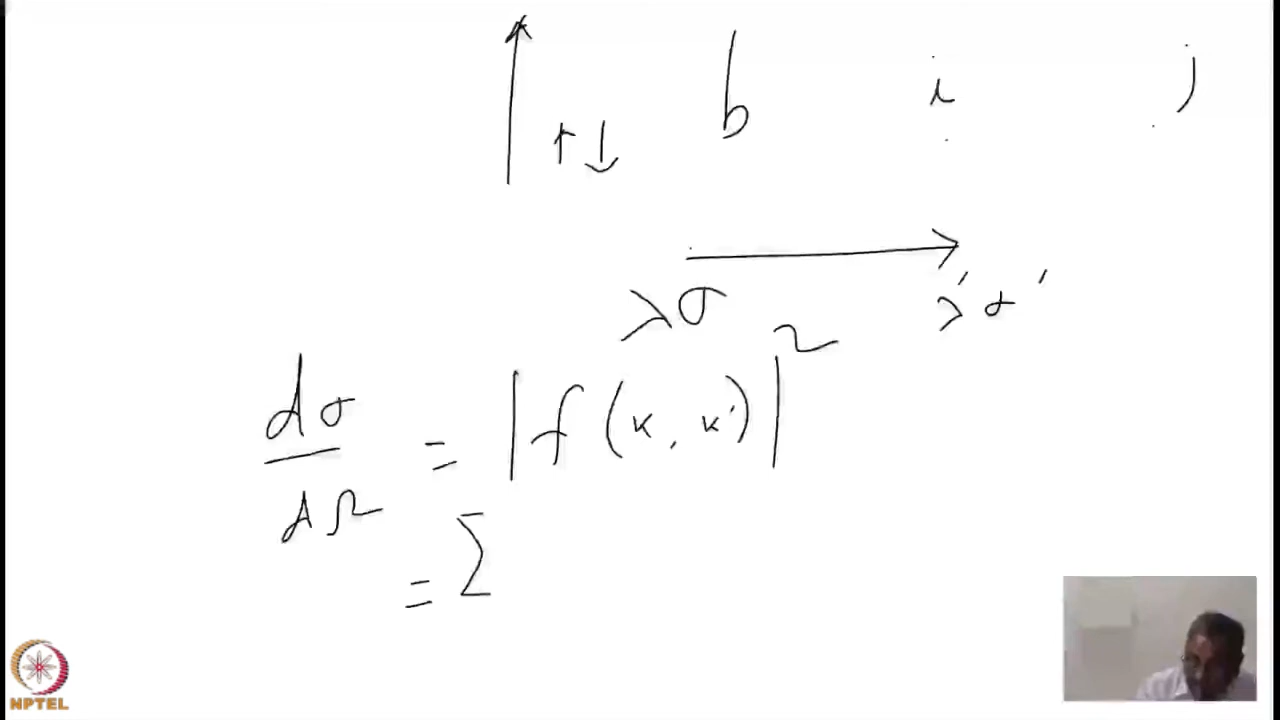 ↑ ↑↓ b i j
λσ → λ'σ'
dσ/dΩ = |f(k, k')|²
= Σ
NPTEL